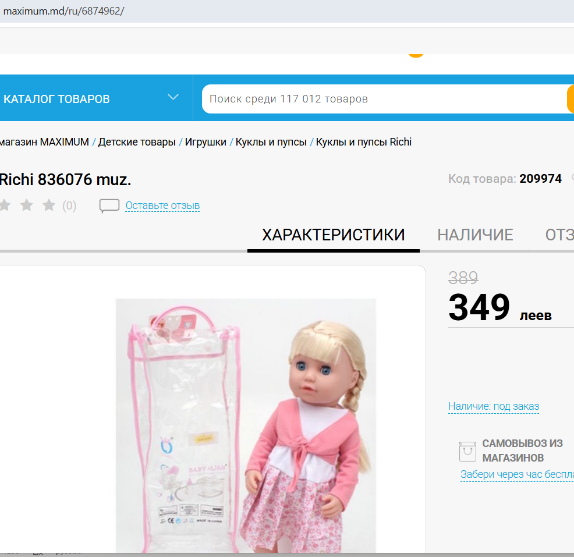 maximum.md/ru/6874962/
КАТАЛОГ ТОВАРОВ
Поиск среди 117 012 товаров
магазин MAXIMUM / Детские товары / Игрушки / Куклы и пупсы / Куклы и пупсы Richi
Richi 836076 muz.
Код товара: 209974
(0) Оставьте отзыв
ХАРАКТЕРИСТИКИ НАЛИЧИЕ ОТЗ
389
349 леев
Наличие: под заказ
САМОВЫВОЗ ИЗ
МАГАЗИНОВ
Забери через час беспл